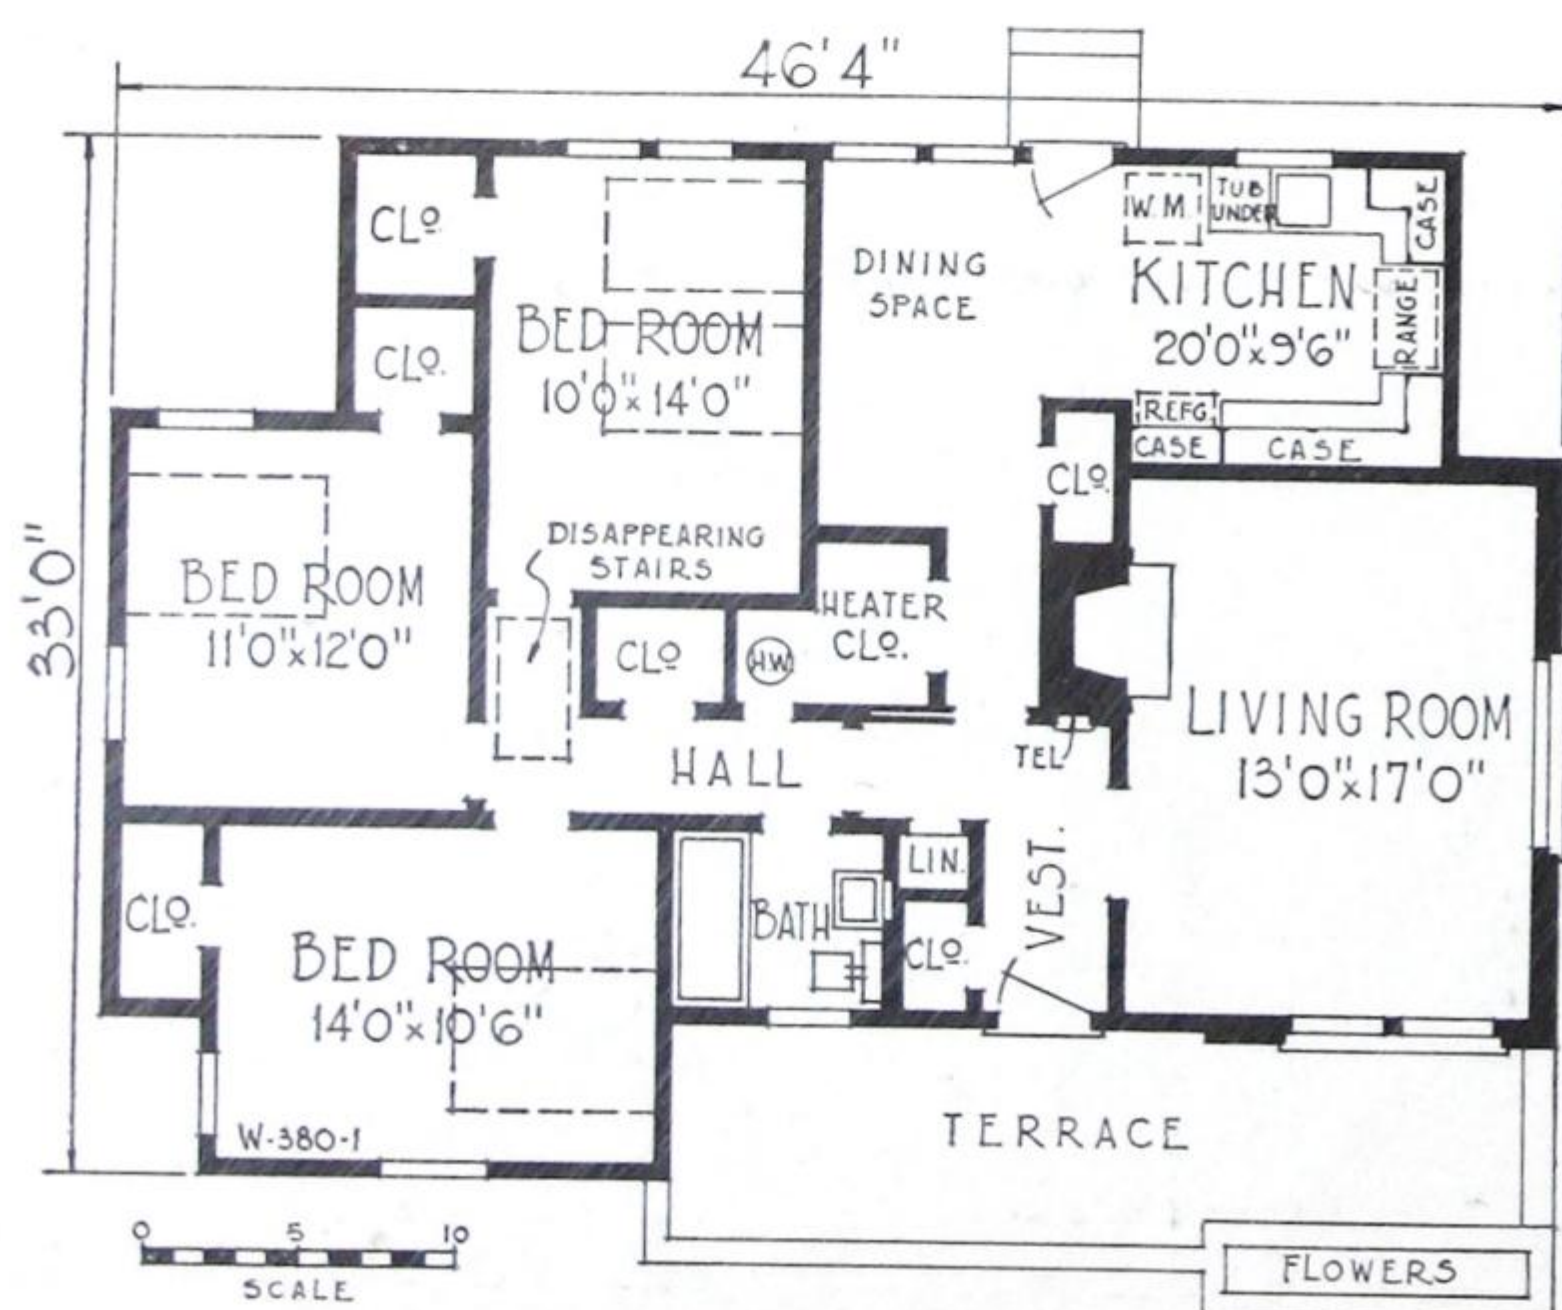 46'4"
33'0"
CLO.
CLO.
BED ROOM
10'0"x14'0"
DINING
SPACE
W.M.
TUB
UNDER
CASE
KITCHEN
20'0"x9'6"
RANGE
REFG.
CASE
CASE
CLO.
DISAPPEARING
STAIRS
BED ROOM
11'0"x12'0"
CLO
HW
HEATER
CLO.
LIVING ROOM
13'0"x17'0"
TEL
HALL
LIN.
VEST.
CLO.
BATH
CLO.
BED ROOM
14'0"x10'6"
W-380-1
TERRACE
FLOWERS
0 5 10
SCALE